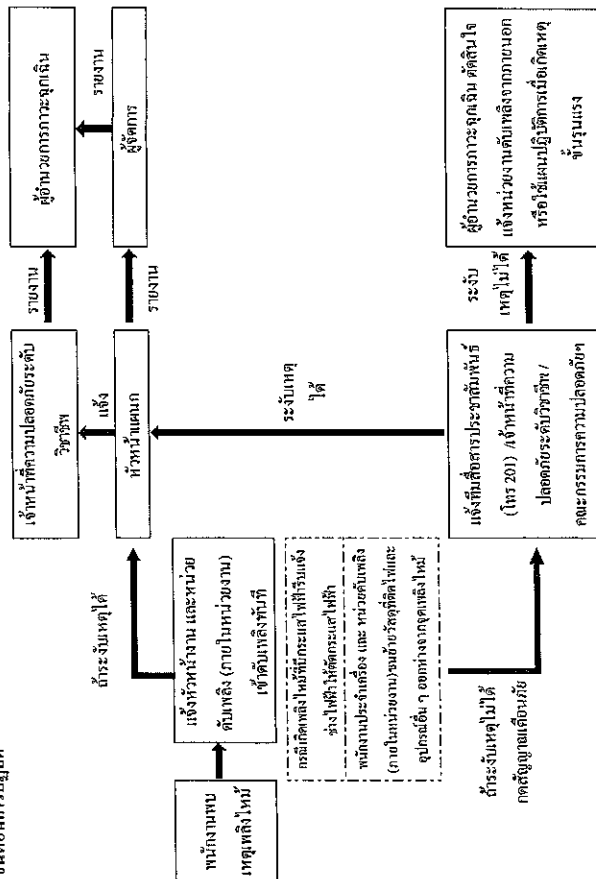 ขั้นตอนการปฏิบัติ
พนักงานพบ
เหตุเพลิงไหม้
แจ้งหัวหน้างาน และหน่วย
ดับเพลิง (ภายในหน่วยงาน)
เข้าดับเพลิงทันที
กรณีเกิดเพลิงไหม้ที่มีกระแสไฟฟ้ารีบแจ้ง
ช่างไฟฟ้าให้ตัดกระแสไฟฟ้า
พนักงานประจำเครื่อง และ หน่วยดับเพลิง
(ภายในหน่วยงาน)ขนย้ายวัสดุที่ติดไฟและ
อุปกรณ์อื่น ๆ ออกห่างจากจุดเพลิงไหม้
ถ้าระงับเหตุได้
หัวหน้าแผนก
แจ้ง
เจ้าหน้าที่ความปลอดภัยระดับ
วิชาชีพ
รายงาน
ผู้อำนวยการภาวะฉุกเฉิน
รายงาน
ผู้จัดการ
รายงาน
ถ้าระงับเหตุไม่ได้
กดสัญญาณเตือนภัย
แจ้งทีมสื่อสารประชาสัมพันธ์
(โทร 201) /เจ้าหน้าที่ความ
ปลอดภัยระดับวิชาชีพ /
คณะกรรมการความปลอดภัยฯ
ระงับเหตุ
ได้
ระงับ
เหตุไม่ได้
ผู้อำนวยการภาวะฉุกเฉิน ตัดสินใจ
แจ้งหน่วยงานดับเพลิงจากภายนอก
หรือใช้แผนปฏิบัติการเมื่อเกิดเหตุ
ขั้นรุนแรง